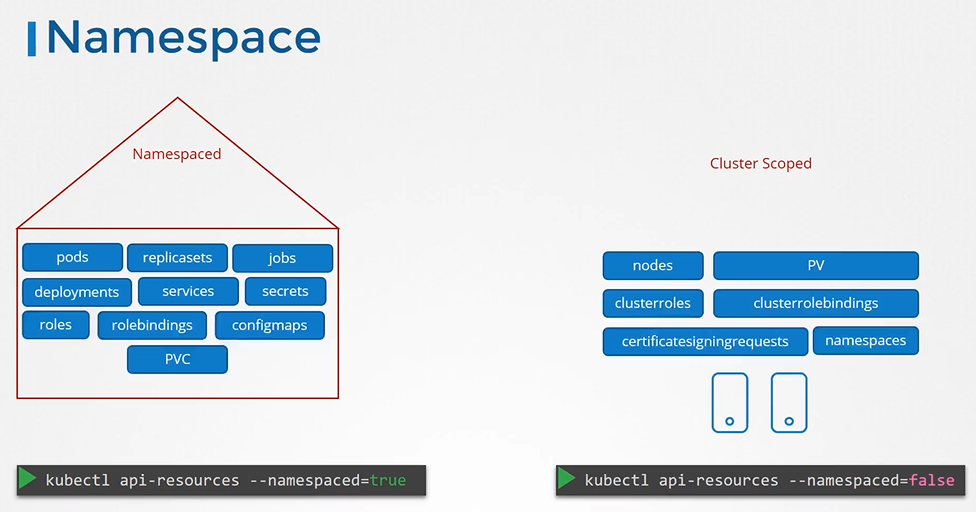 Namespace
Namespaced
pods replicasets jobs
deployments services secrets
roles rolebindings configmaps
PVC
kubectl api-resources --namespaced=true
Cluster Scoped
nodes PV
clusterroles clusterrolebindings
certificatesigningrequests namespaces
kubectl api-resources --namespaced=false